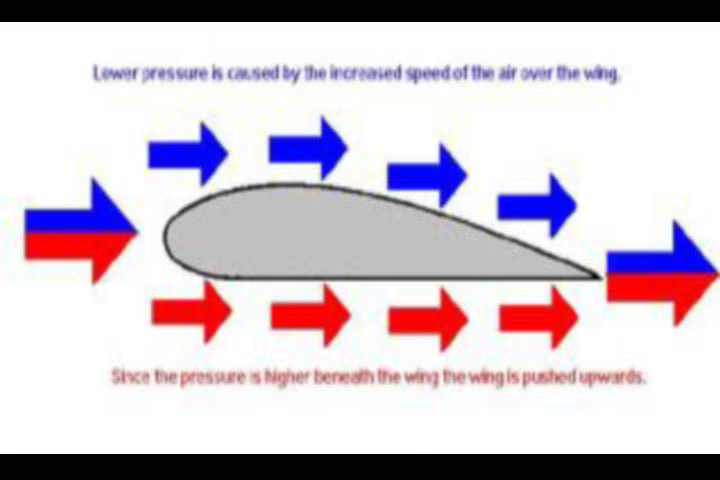 Lower pressure is caused by the increased speed of the air over the wing.
Since the pressure is higher beneath the wing the wing is pushed upwards.